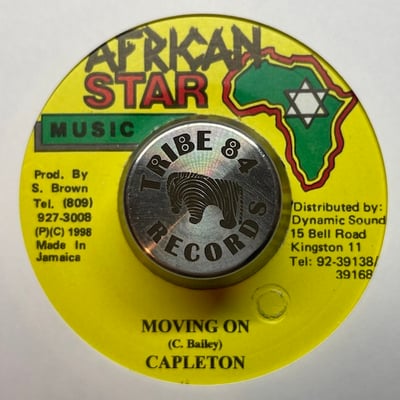 AFRICAN
STAR
MUSIC
Prod. By
S. Brown
Tel. (809)
927-3008
(P)(C) 1998
Made In
Jamaica
TRIBE 84
RECORDS
Distributed by:
Dynamic Sound
15 Bell Road
Kingston 11
Tel: 92-39138/
39168
MOVING ON
(C. Bailey)
CAPLETON